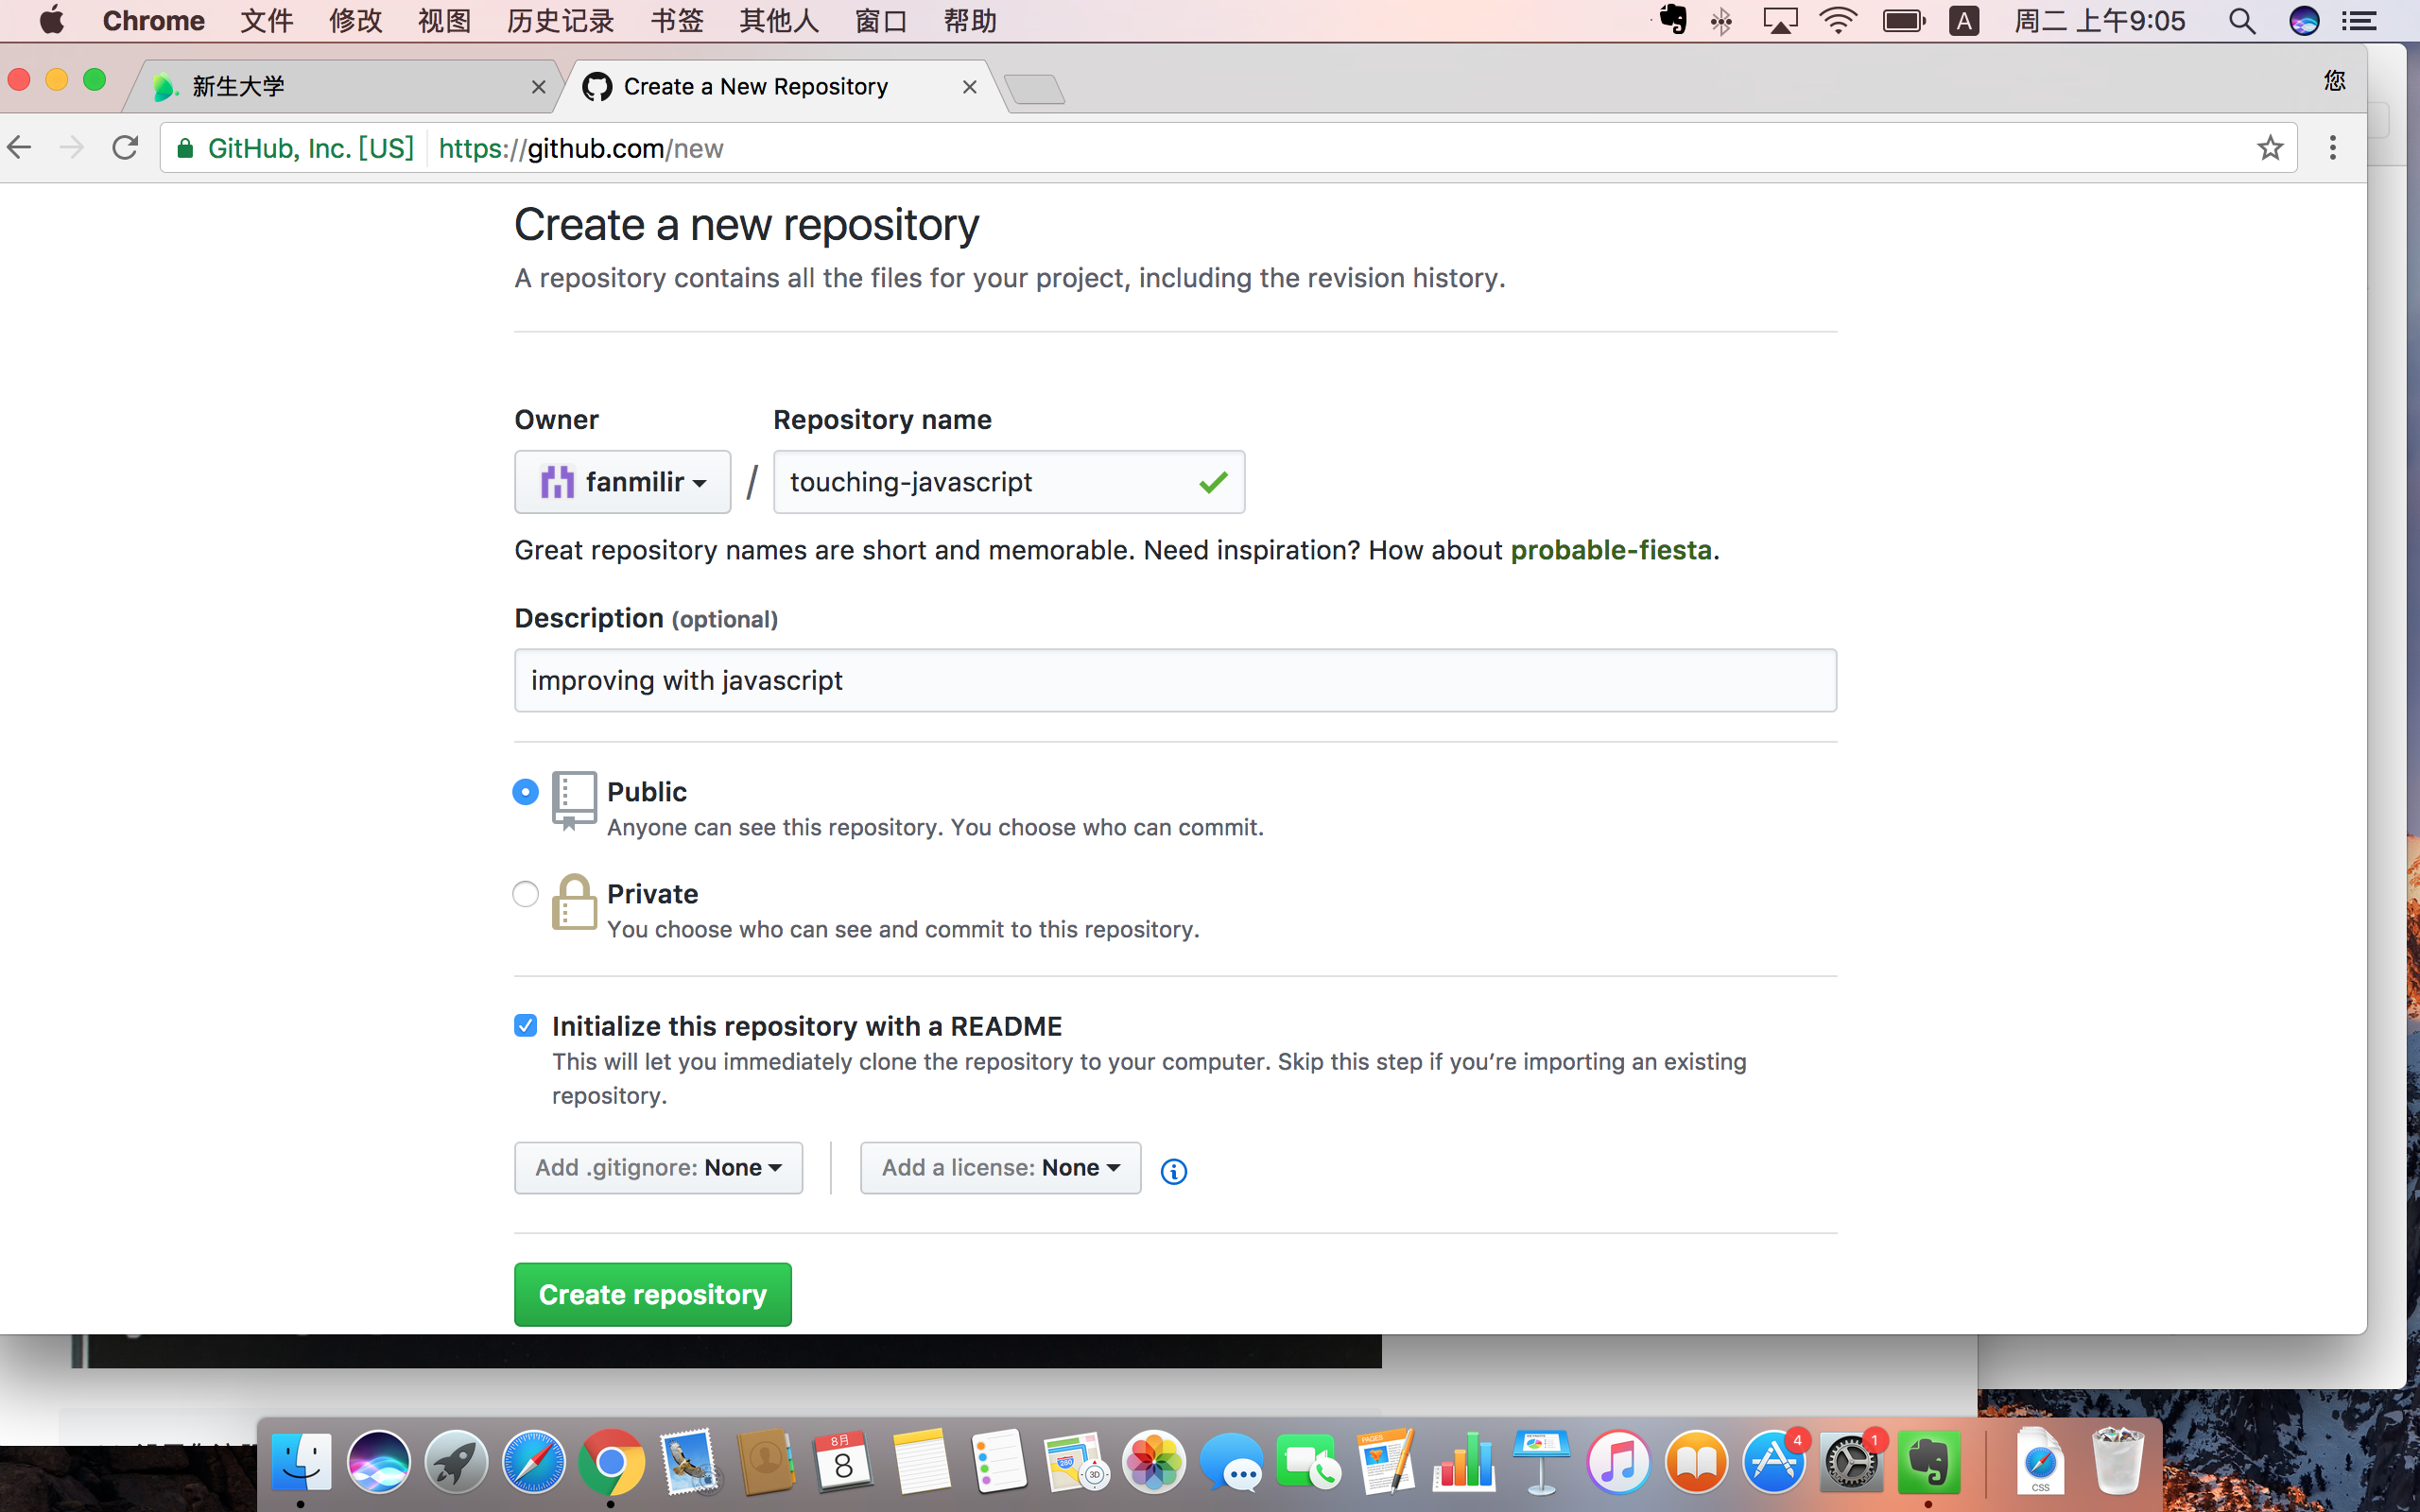 Chrome 文件 修改 视图 历史记录 书签 其他人 窗口 帮助 A 周二 上午9:05
新生大学 Create a New Repository 您
GitHub, Inc. [US] https://github.com/new
Create a new repository
A repository contains all the files for your project, including the revision history.
Owner Repository name
fanmilir / touching-javascript
Great repository names are short and memorable. Need inspiration? How about probable-fiesta.
Description (optional)
improving with javascript
Public
Anyone can see this repository. You choose who can commit.
Private
You choose who can see and commit to this repository.
Initialize this repository with a README
This will let you immediately clone the repository to your computer. Skip this step if you’re importing an existing
repository.
Add .gitignore: None Add a license: None
Create repository
8月
8
280
3D
PAGES
4
1
CSS